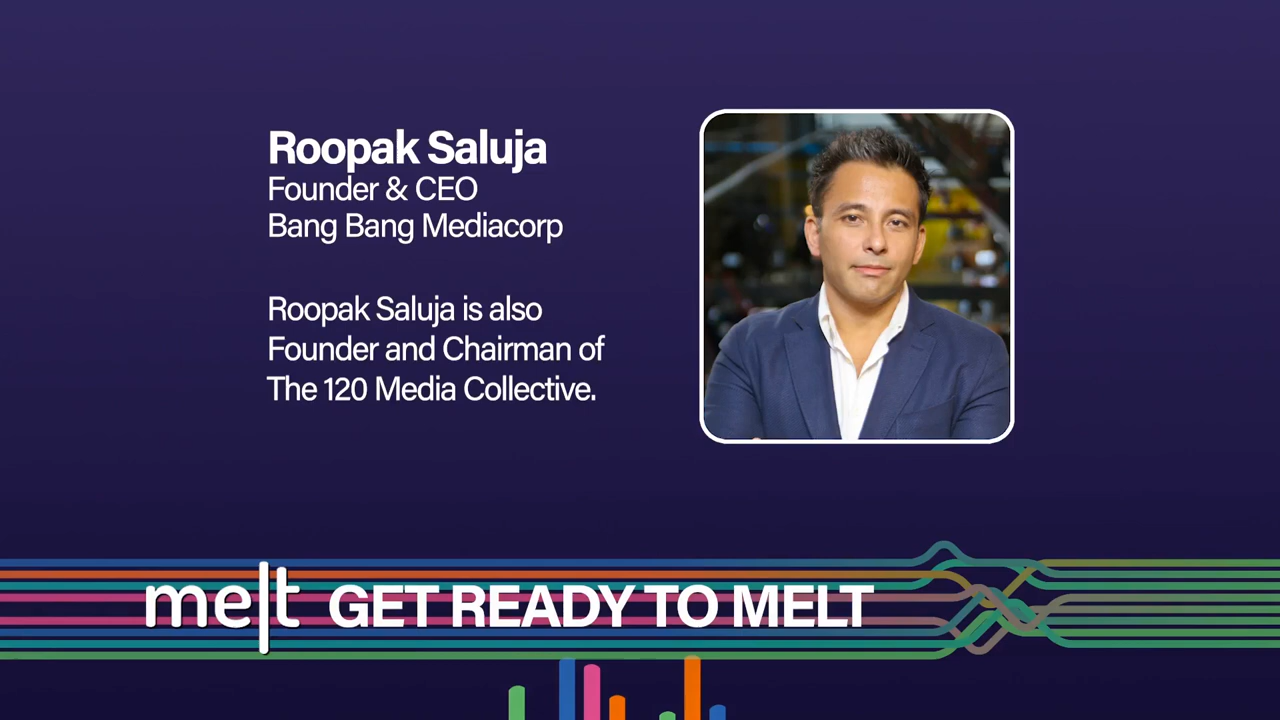 Roopak Saluja
Founder & CEO
Bang Bang Mediacorp
Roopak Saluja is also
Founder and Chairman of
The 120 Media Collective.
melt GET READY TO MELT